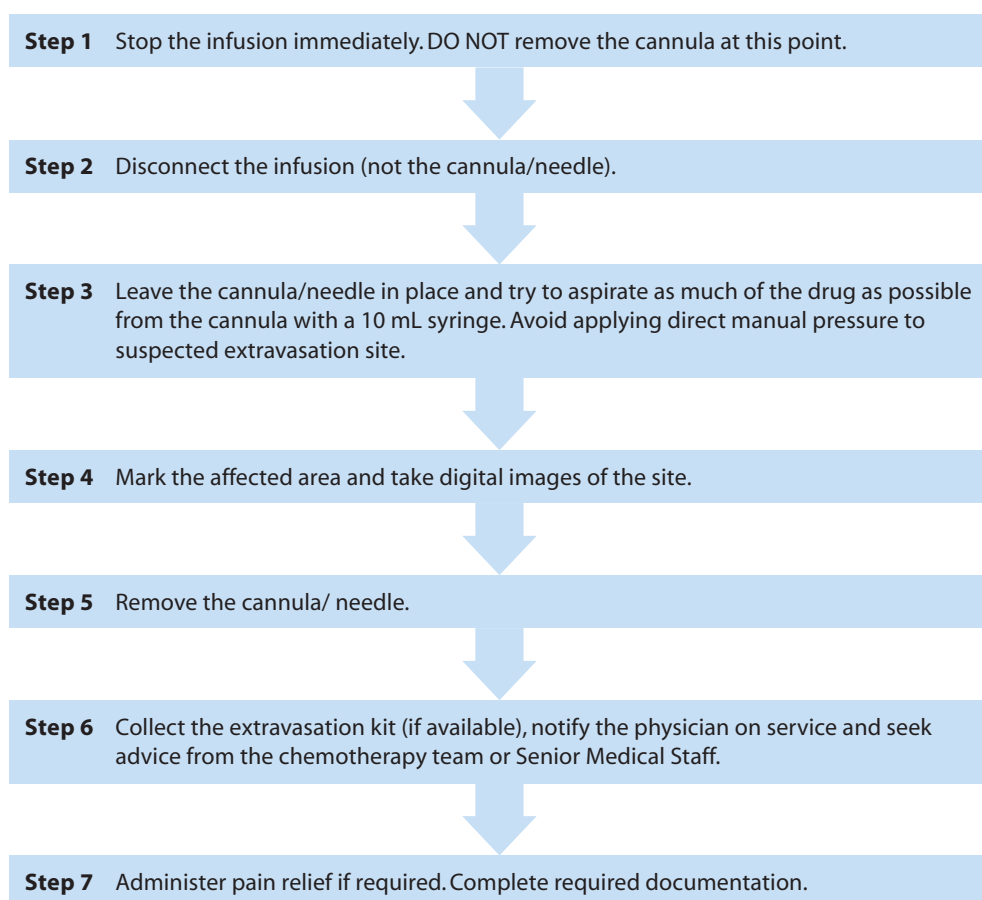 Step 1 Stop the infusion immediately. DO NOT remove the cannula at this point.
Step 2 Disconnect the infusion (not the cannula/needle).
Step 3 Leave the cannula/needle in place and try to aspirate as much of the drug as possible
from the cannula with a 10 mL syringe. Avoid applying direct manual pressure to
suspected extravasation site.
Step 4 Mark the affected area and take digital images of the site.
Step 5 Remove the cannula/ needle.
Step 6 Collect the extravasation kit (if available), notify the physician on service and seek
advice from the chemotherapy team or Senior Medical Staff.
Step 7 Administer pain relief if required. Complete required documentation.